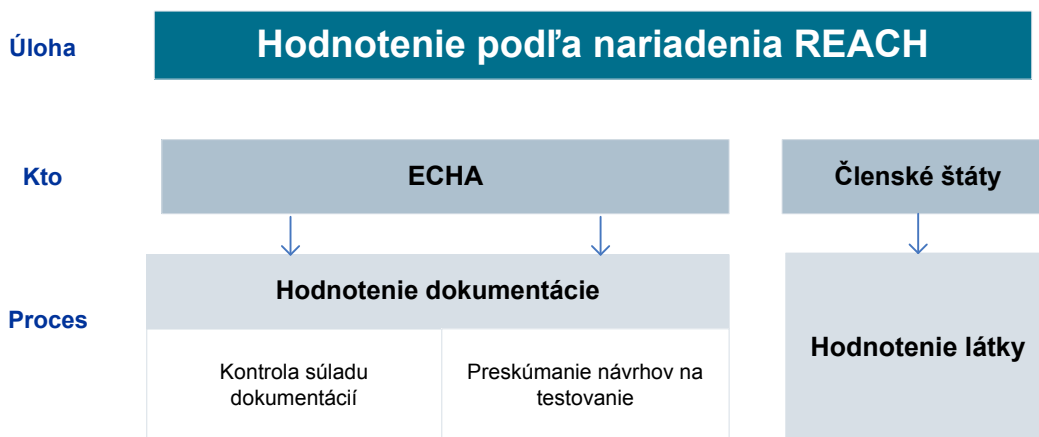 Úloha
Hodnotenie podľa nariadenia REACH
Kto
ECHA
Členské štáty
Proces
Hodnotenie dokumentácie
Kontrola súladu
dokumentácií
Preskúmanie návrhov na
testovanie
Hodnotenie látky